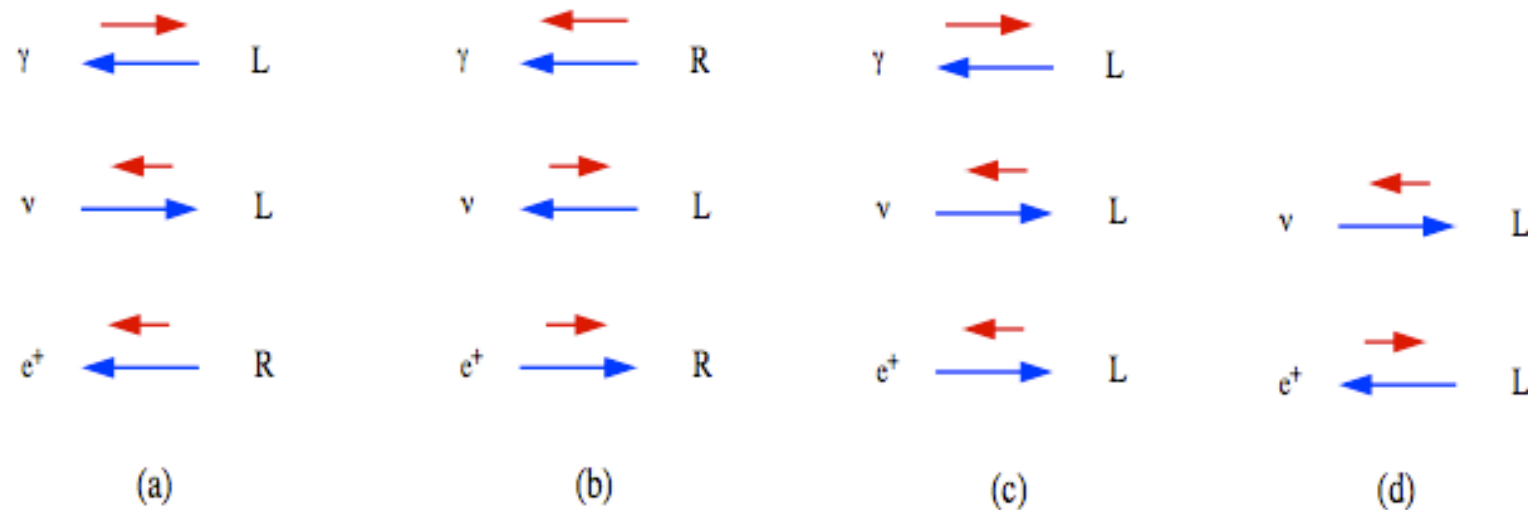 γ L γ R γ L
ν L ν L ν L ν L
e⁺ R e⁺ R e⁺ L e⁺ L
(a) (b) (c) (d)